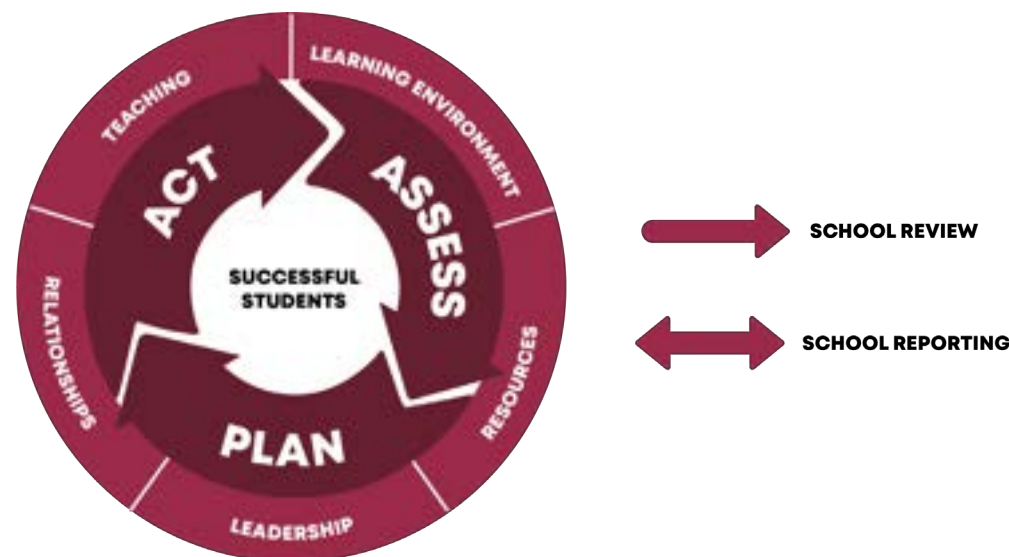 TEACHING
LEARNING ENVIRONMENT
ACT
ASSESS
SUCCESSFUL
STUDENTS
RELATIONSHIPS
RESOURCES
PLAN
LEADERSHIP
SCHOOL REVIEW
SCHOOL REPORTING